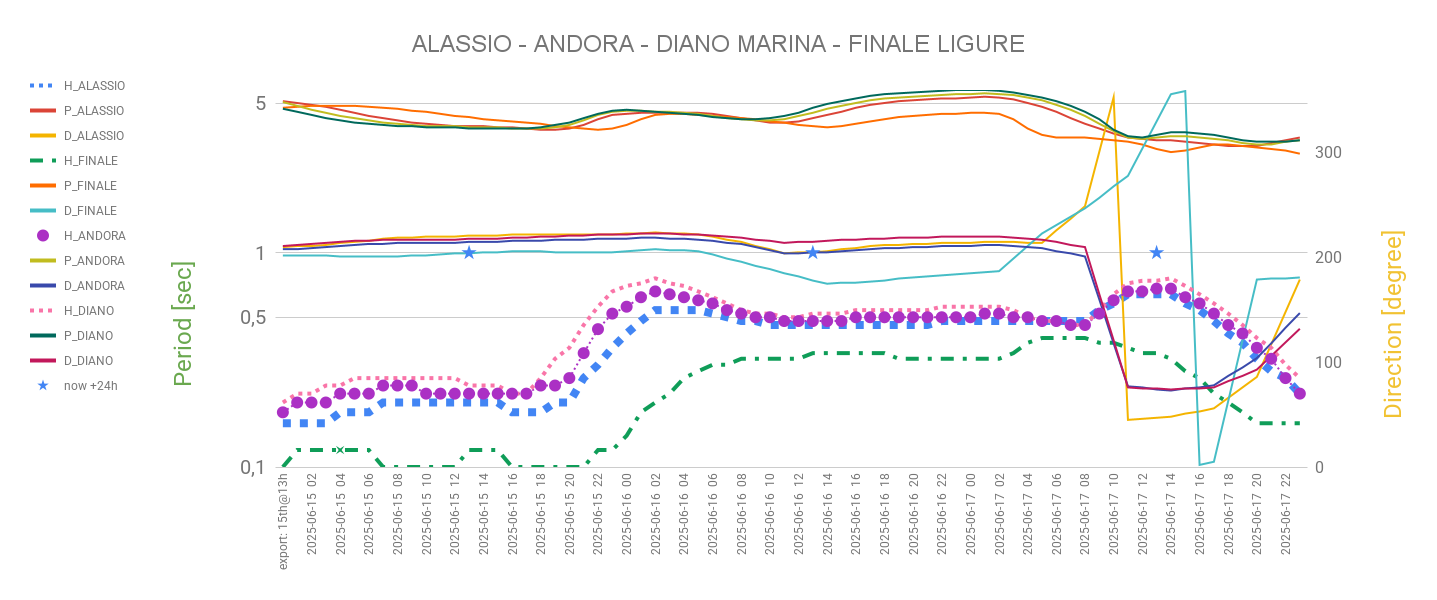 ALASSIO - ANDORA - DIANO MARINA - FINALE LIGURE
H_ALASSIO
P_ALASSIO
D_ALASSIO
H_FINALE
P_FINALE
D_FINALE
H_ANDORA
P_ANDORA
D_ANDORA
H_DIANO
P_DIANO
D_DIANO
now +24h
Period [sec]
5
1
0,5
0,1
300
200
100
0
Direction [degree]
export: 15th@13h
2025-06-15 02
2025-06-15 04
2025-06-15 06
2025-06-15 08
2025-06-15 10
2025-06-15 12
2025-06-15 14
2025-06-15 16
2025-06-15 18
2025-06-15 20
2025-06-15 22
2025-06-16 00
2025-06-16 02
2025-06-16 04
2025-06-16 06
2025-06-16 08
2025-06-16 10
2025-06-16 12
2025-06-16 14
2025-06-16 16
2025-06-16 18
2025-06-16 20
2025-06-16 22
2025-06-17 00
2025-06-17 02
2025-06-17 04
2025-06-17 06
2025-06-17 08
2025-06-17 10
2025-06-17 12
2025-06-17 14
2025-06-17 16
2025-06-17 18
2025-06-17 20
2025-06-17 22